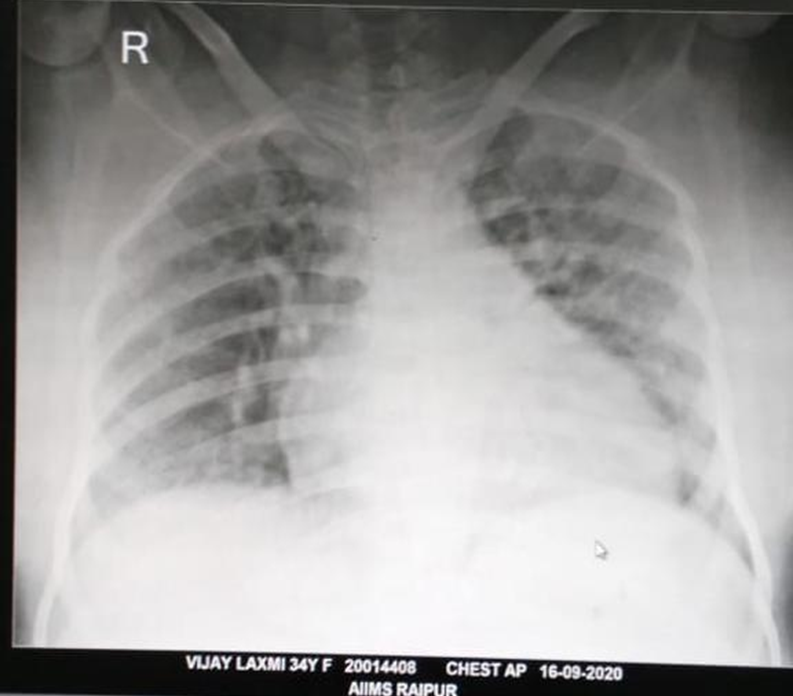 R
VIJAY LAXMI 34Y F 20014408 CHEST AP 16-09-2020
AIIMS RAIPUR